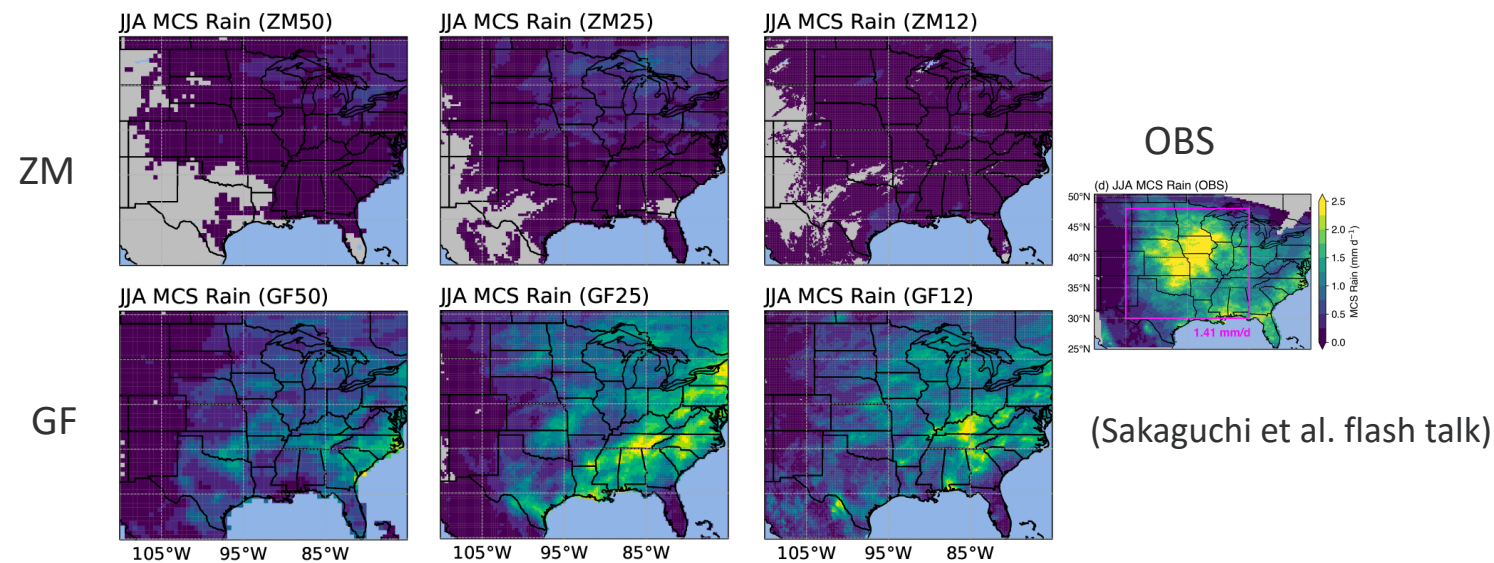 JJA MCS Rain (ZM50)
JJA MCS Rain (ZM25)
JJA MCS Rain (ZM12)
ZM
OBS
(d) JJA MCS Rain (OBS)
50°N
45°N
40°N
35°N
30°N
25°N
1.41 mm/d
2.5
2.0
1.5
1.0
0.5
0.0
MCS Rain (mm d⁻¹)
JJA MCS Rain (GF50)
JJA MCS Rain (GF25)
JJA MCS Rain (GF12)
GF
(Sakaguchi et al. flash talk)
105°W 95°W 85°W
105°W 95°W 85°W
105°W 95°W 85°W